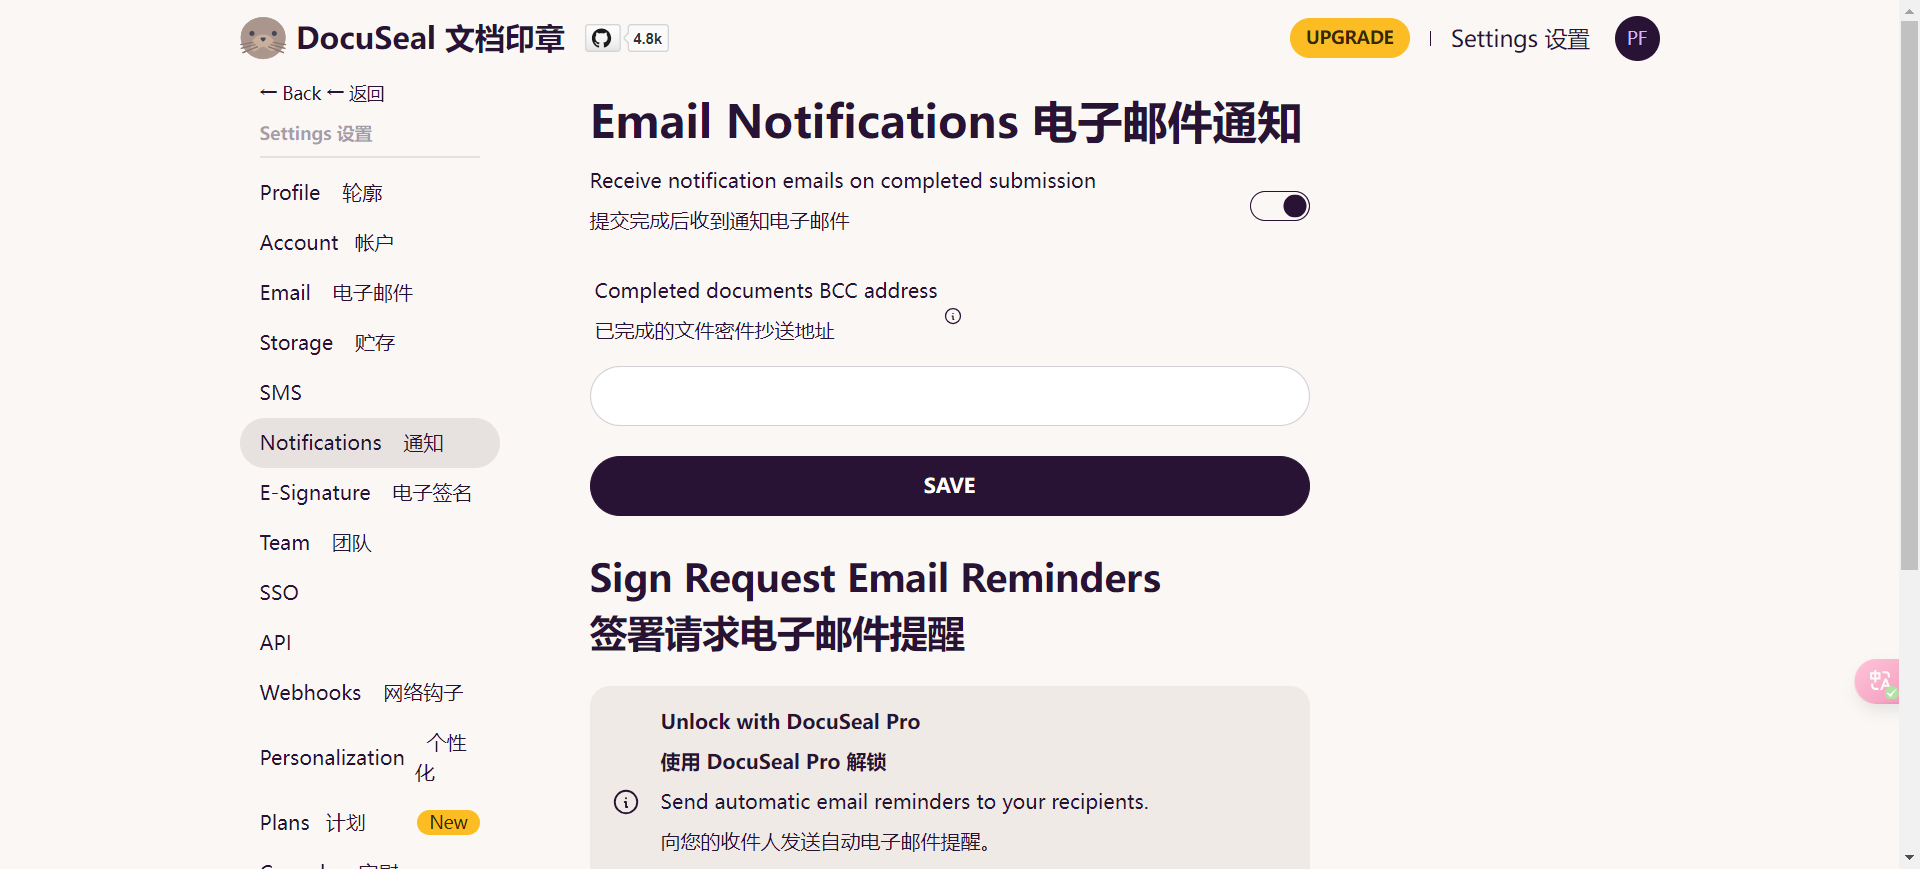 DocuSeal 文档印章
4.8k
UPGRADE
Settings 设置
PF
← Back ← 返回
Settings 设置
Profile 轮廓
Account 帐户
Email 电子邮件
Storage 贮存
SMS
Notifications 通知
E-Signature 电子签名
Team 团队
SSO
API
Webhooks 网络钩子
Personalization 个性
化
Plans 计划
New
Email Notifications 电子邮件通知
Receive notification emails on completed submission
提交完成后收到通知电子邮件
Completed documents BCC address
已完成的文件密件抄送地址
SAVE
Sign Request Email Reminders
签署请求电子邮件提醒
Unlock with DocuSeal Pro
使用 DocuSeal Pro 解锁
Send automatic email reminders to your recipients.
向您的收件人发送自动电子邮件提醒。